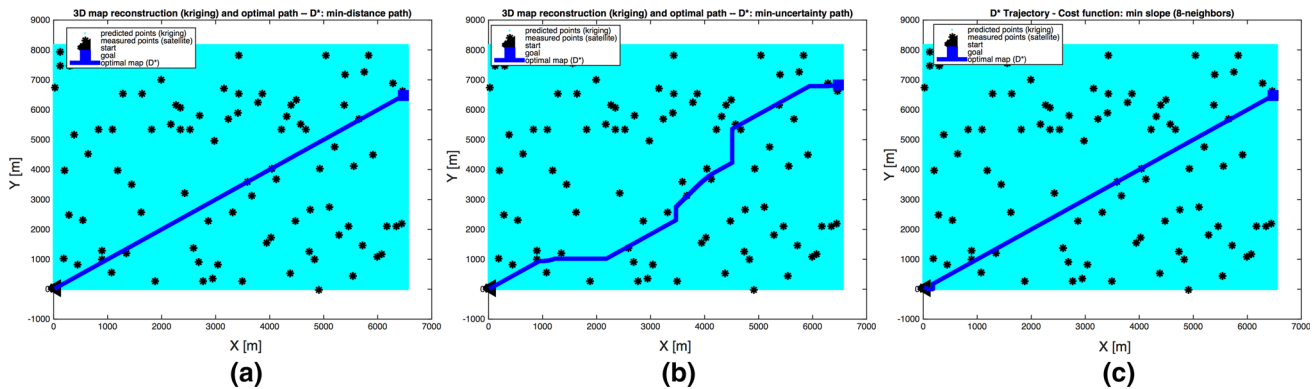 3D map reconstruction (kriging) and optimal path -- D*: min-distance path)
predicted points (kriging)
measured points (satellite)
start
goal
optimal map (D*)
9000
8000
7000
6000
5000
4000
3000
2000
1000
0
-1000
Y [m]
0 1000 2000 3000 4000 5000 6000 7000
X [m]
(a)
3D map reconstruction (kriging) and optimal path -- D*: min-uncertainty path)
predicted points (kriging)
measured points (satellite)
start
goal
optimal map (D*)
9000
8000
7000
6000
5000
4000
3000
2000
1000
0
-1000
Y [m]
0 1000 2000 3000 4000 5000 6000 7000
X [m]
(b)
D* Trajectory - Cost function: min slope (8-neighbors)
predicted points (kriging)
measured points (satellite)
start
goal
optimal map (D*)
9000
8000
7000
6000
5000
4000
3000
2000
1000
0
-1000
Y [m]
0 1000 2000 3000 4000 5000 6000 7000
X [m]
(c)